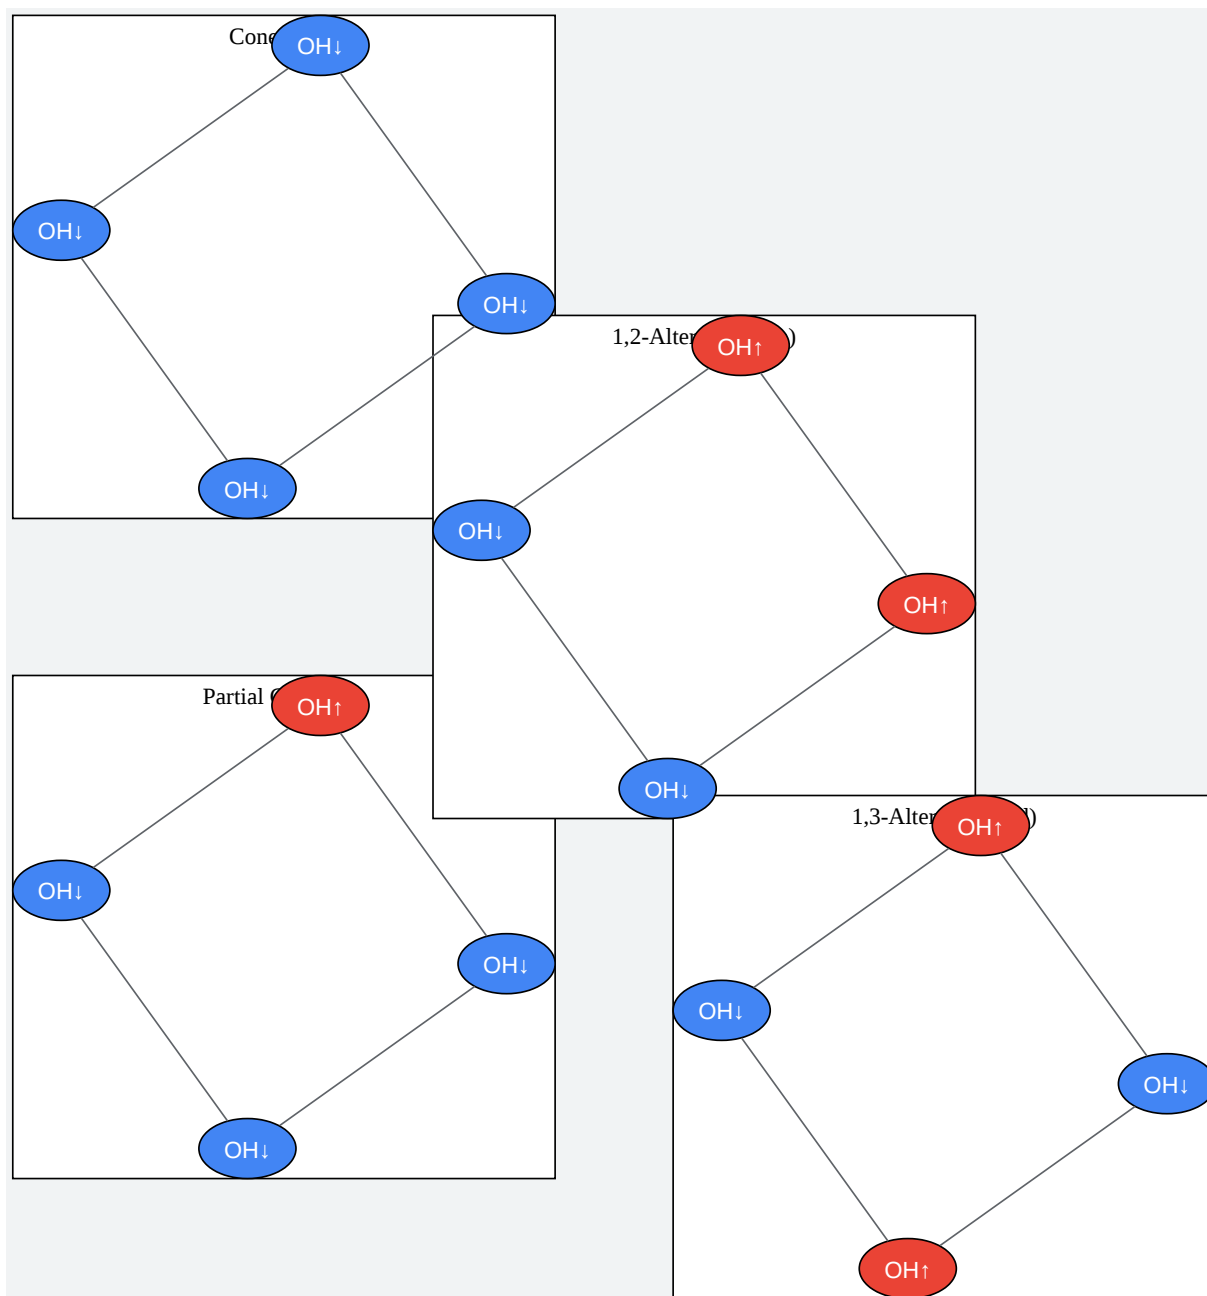 Cone
OH↓
OH↓
OH↓
OH↓
1,2-Alter )
OH↑
OH↓
OH↑
OH↓
Partial
OH↑
OH↓
OH↓
OH↓
1,3-Alter )
OH↑
OH↓
OH↓
OH↑